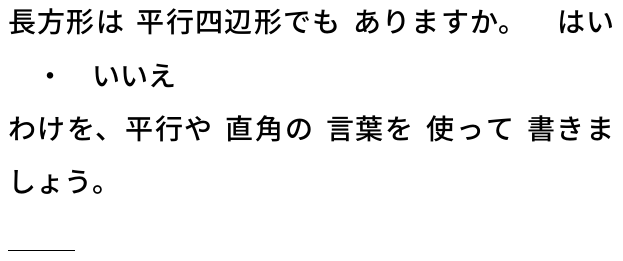 長方形は 平行四辺形でも ありますか。　はい
　・　いいえ
わけを、平行や 直角の 言葉を 使って 書きま
しょう。